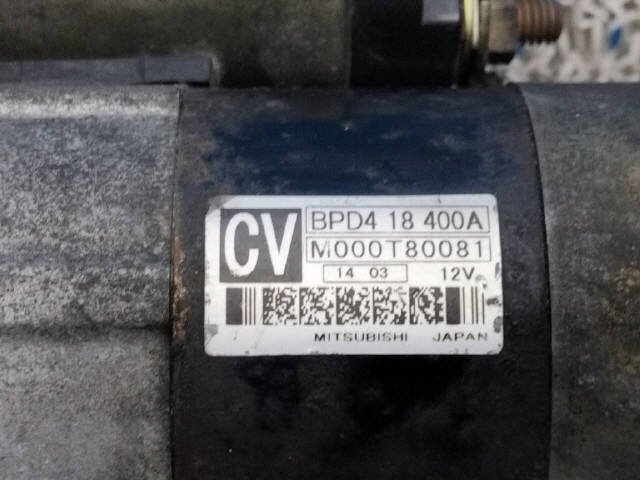 CV
BPD4 18 400A
M000T80081
14 03 12V
MITSUBISHI JAPAN